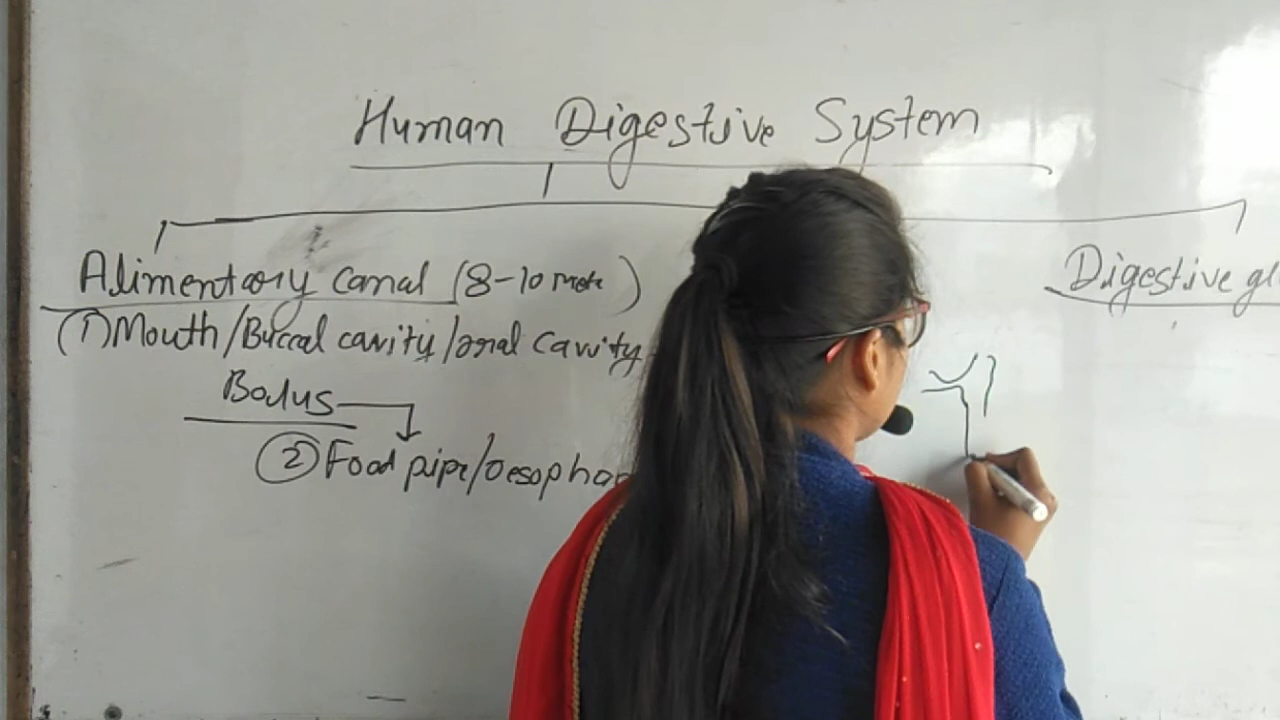 Human Digestive System
Alimentary canal (8-10 metr)
Digestive gl
(1) Mouth/Buccal cavity/oral cavity
Bolus
(2) Food pipe/oesophag